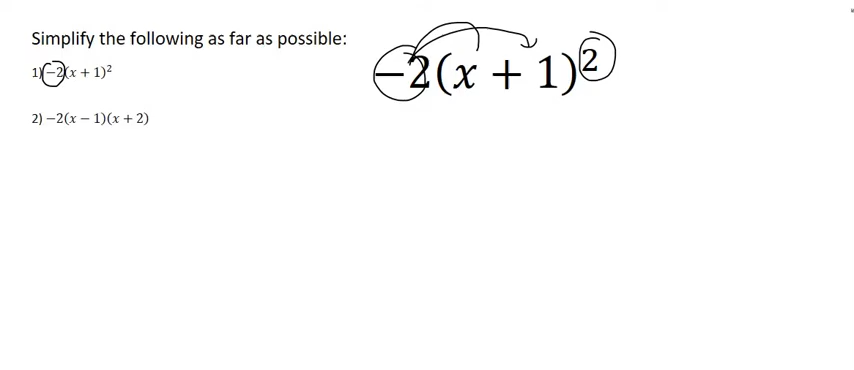 Simplify the following as far as possible:
1) −2(x + 1)²
−2(x + 1)²
2) −2(x − 1)(x + 2)